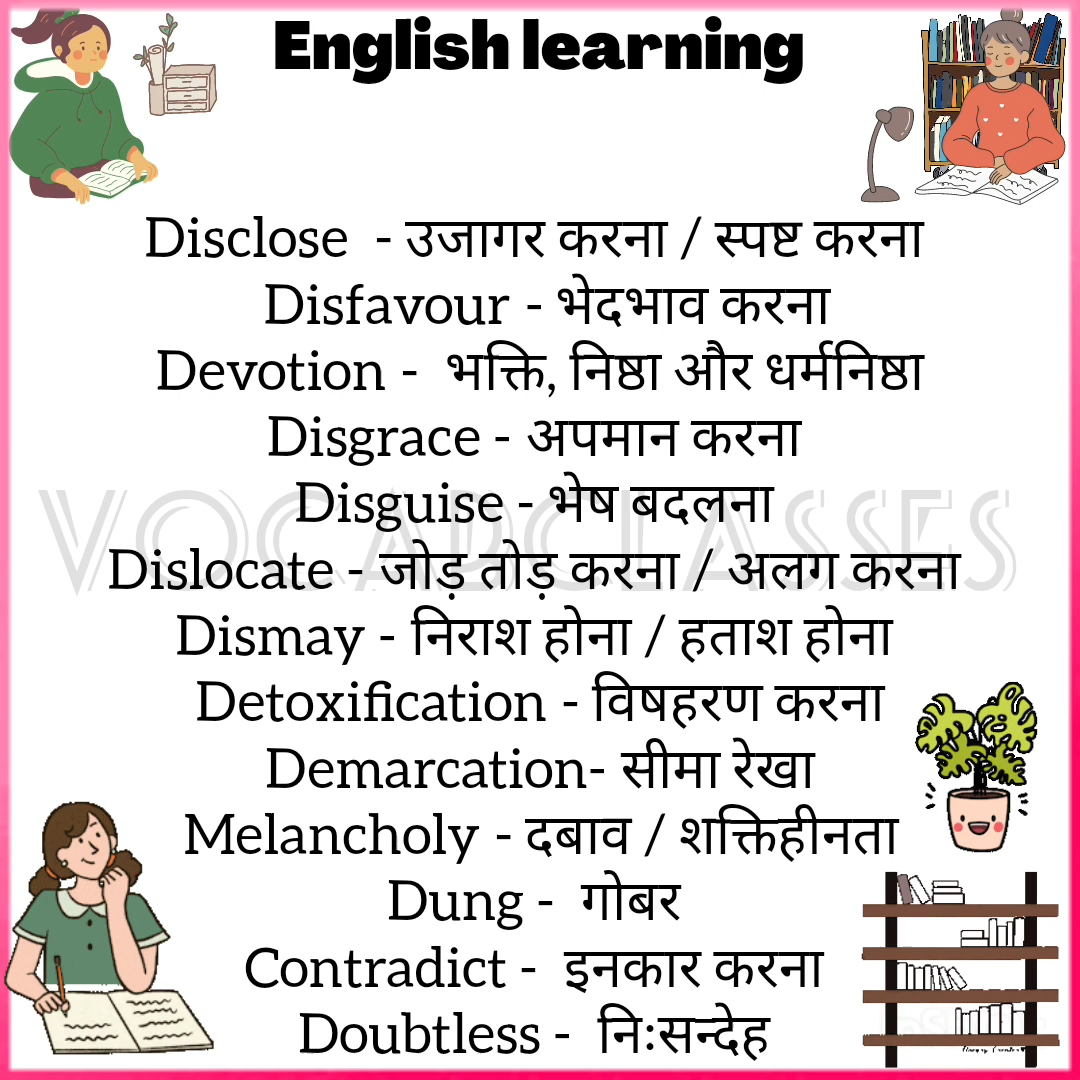 English learning
Disclose - उजागर करना / स्पष्ट करना
Disfavour - भेदभाव करना
Devotion - भक्ति, निष्ठा और धर्मनिष्ठा
Disgrace - अपमान करना
Disguise - भेष बदलना
VOCABCLASSES
Dislocate - जोड़ तोड़ करना / अलग करना
Dismay - निराश होना / हताश होना
Detoxification - विषहरण करना
Demarcation- सीमा रेखा
Melancholy - दबाव / शक्तिहीनता
Dung - गोबर
Contradict - इनकार करना
Doubtless - निःसन्देह